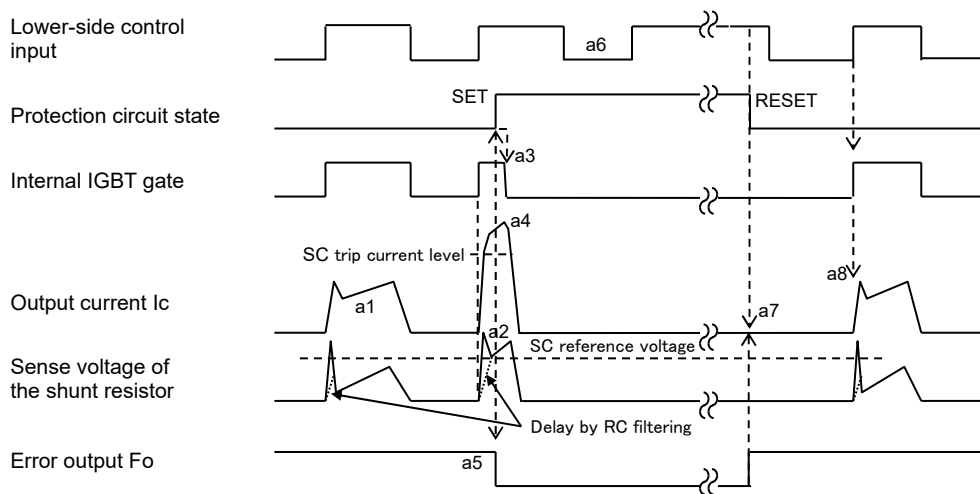 Lower-side control
input
a6
SET
RESET
Protection circuit state
a3
Internal IGBT gate
a4
SC trip current level
a8
Output current Ic
a1
a7
a2
SC reference voltage
Sense voltage of
the shunt resistor
Delay by RC filtering
Error output Fo
a5